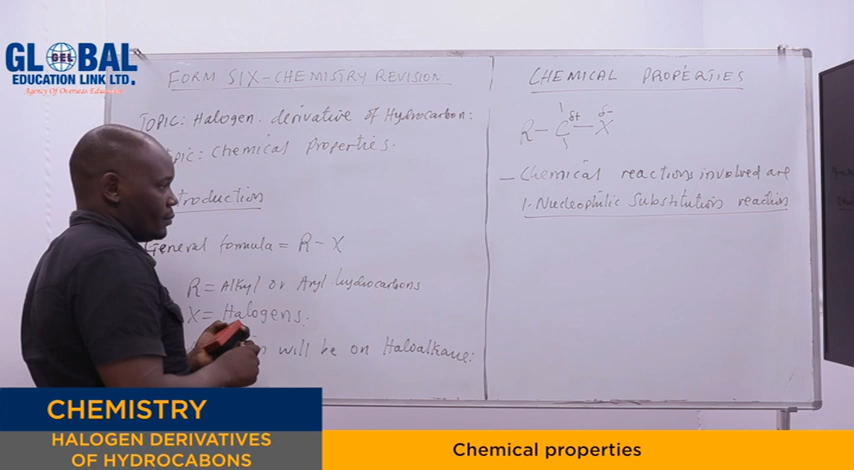 GLOBAL
GEL
EDUCATION LINK LTD.
Agency Of Overseas Education
FORM SIX-CHEMISTRY REVISION
TOPIC: Halogen derivative of Hydrocarbon:
Chemical properties.
General formula = R-X
R = Alkyl or Aryl hydrocarbons
X = Halogens.
will be on Haloalkane:
CHEMICAL PROPERTIES
R - C δ+ - X δ-
- Chemical reactions involved are
1. Nucleophilic Substitution reaction
CHEMISTRY
HALOGEN DERIVATIVES
OF HYDROCABONS
Chemical properties